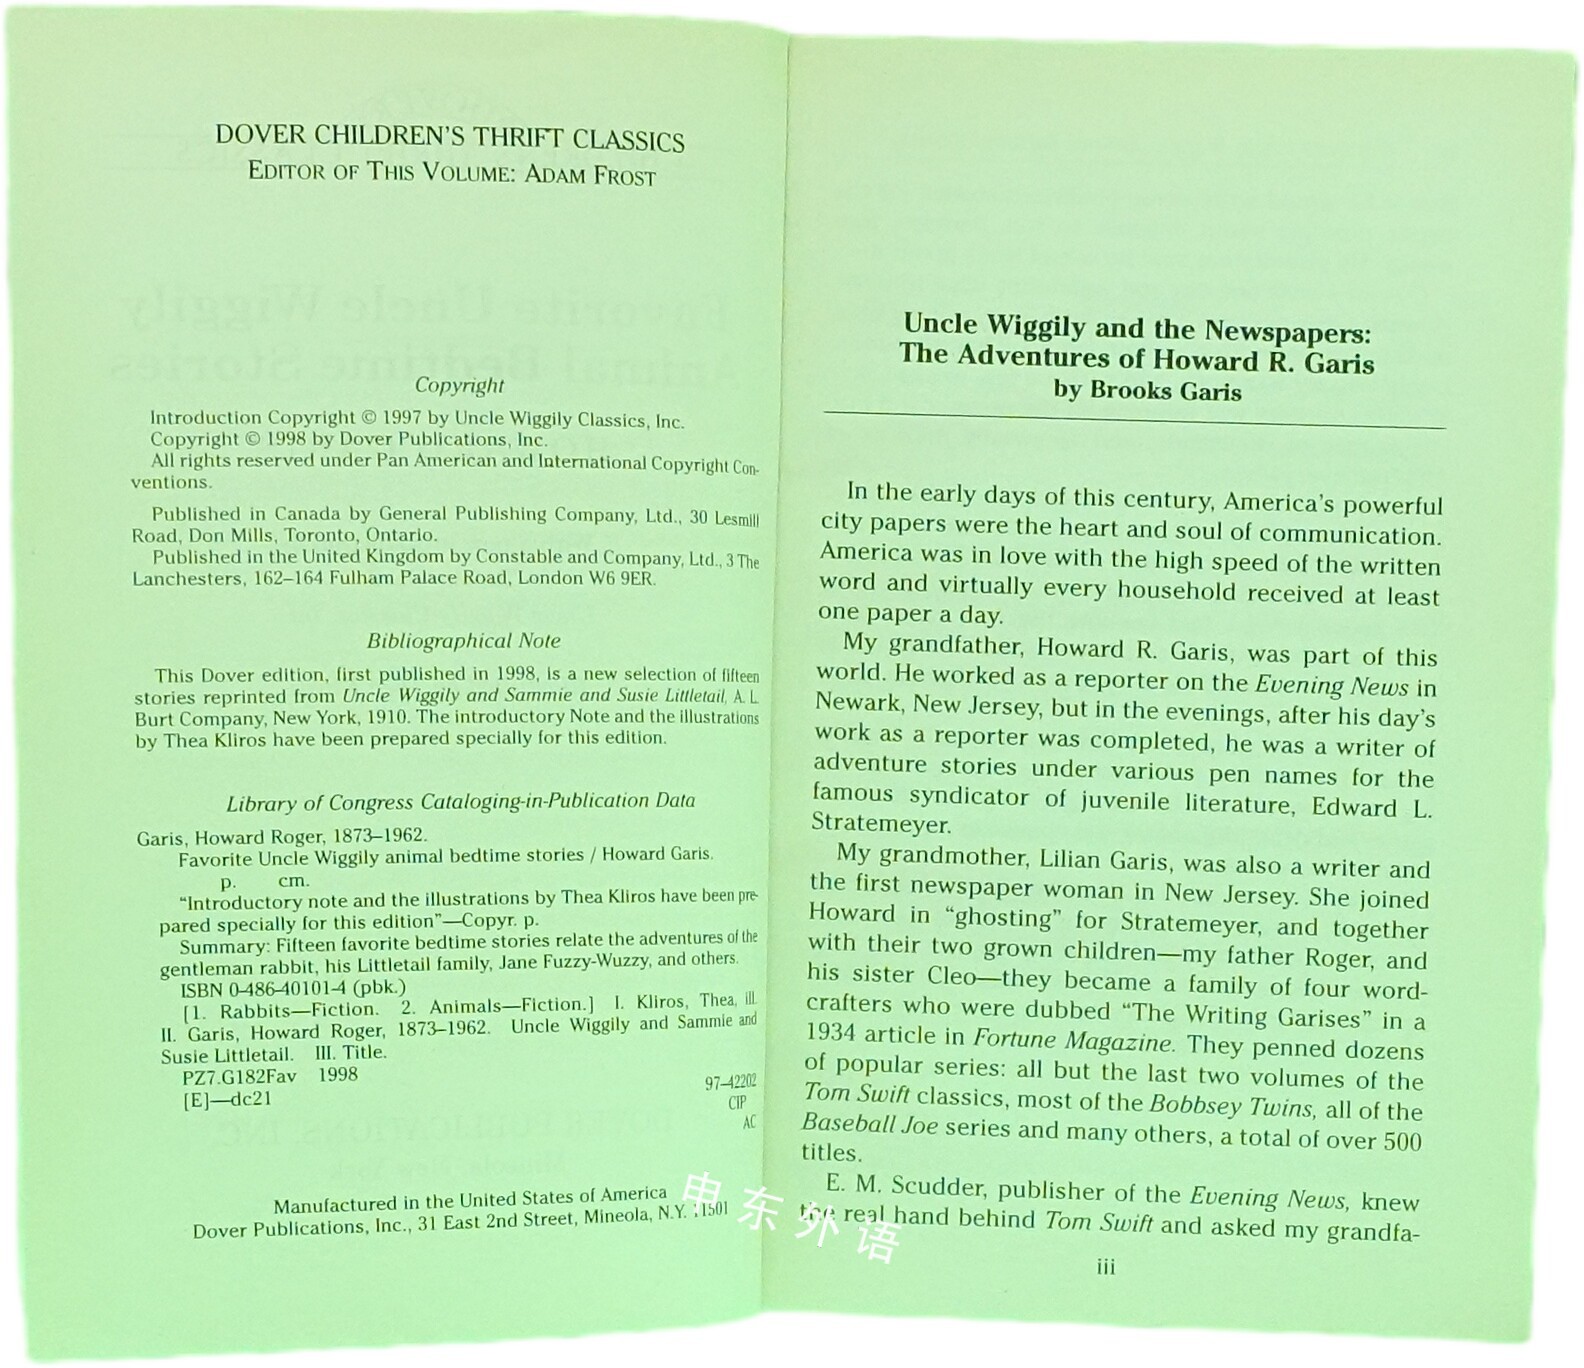 DOVER CHILDREN'S THRIFT CLASSICS
EDITOR OF THIS VOLUME: ADAM FROST
Copyright
Introduction Copyright © 1997 by Uncle Wiggily Classics, Inc.
Copyright © 1998 by Dover Publications, Inc.
All rights reserved under Pan American and International Copyright Con-
ventions.
Published in Canada by General Publishing Company, Ltd., 30 Lesmill
Road, Don Mills, Toronto, Ontario.
Published in the United Kingdom by Constable and Company, Ltd., 3 The
Lanchesters, 162–164 Fulham Palace Road, London W6 9ER.
Bibliographical Note
This Dover edition, first published in 1998, is a new selection of fifteen
stories reprinted from Uncle Wiggily and Sammie and Susie Littletail, A. L.
Burt Company, New York, 1910. The introductory Note and the illustrations
by Thea Kliros have been prepared specially for this edition.
Library of Congress Cataloging-in-Publication Data
Garis, Howard Roger, 1873–1962.
Favorite Uncle Wiggily animal bedtime stories / Howard Garis.
p. cm.
"Introductory note and the illustrations by Thea Kliros have been pre-
pared specially for this edition"—Copyr. p.
Summary: Fifteen favorite bedtime stories relate the adventures of the
gentleman rabbit, his Littletail family, Jane Fuzzy-Wuzzy, and others.
ISBN 0-486-40101-4 (pbk.)
[1. Rabbits—Fiction. 2. Animals—Fiction.] I. Kliros, Thea, ill.
II. Garis, Howard Roger, 1873–1962. Uncle Wiggily and Sammie and
Susie Littletail. III. Title.
PZ7.G182Fav 1998
[E]—dc21
97-42202
CIP
AC
Manufactured in the United States of America
Dover Publications, Inc., 31 East 2nd Street, Mineola, N.Y. 11501
Uncle Wiggily and the Newspapers:
The Adventures of Howard R. Garis
by Brooks Garis
In the early days of this century, America's powerful
city papers were the heart and soul of communication.
America was in love with the high speed of the written
word and virtually every household received at least
one paper a day.
My grandfather, Howard R. Garis, was part of this
world. He worked as a reporter on the Evening News in
Newark, New Jersey, but in the evenings, after his day's
work as a reporter was completed, he was a writer of
adventure stories under various pen names for the
famous syndicator of juvenile literature, Edward L.
Stratemeyer.
My grandmother, Lilian Garis, was also a writer and
the first newspaper woman in New Jersey. She joined
Howard in "ghosting" for Stratemeyer, and together
with their two grown children—my father Roger, and
his sister Cleo—they became a family of four word-
crafters who were dubbed "The Writing Garises" in a
1934 article in Fortune Magazine. They penned dozens
of popular series: all but the last two volumes of the
Tom Swift classics, most of the Bobbsey Twins, all of the
Baseball Joe series and many others, a total of over 500
titles.
E. M. Scudder, publisher of the Evening News, knew
the real hand behind Tom Swift and asked my grandfa-
iii
申东外语